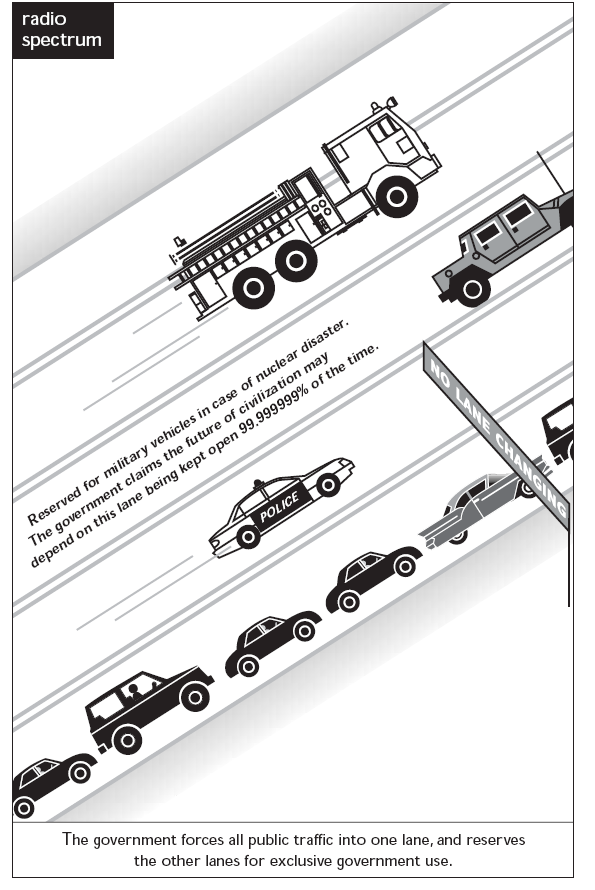 radio
spectrum
Reserved for military vehicles in case of nuclear disaster.
The government claims the future of civilization may
depend on this lane being kept open 99.999999% of the time.
NO LANE CHANGING
POLICE
The government forces all public traffic into one lane, and reserves
the other lanes for exclusive government use.